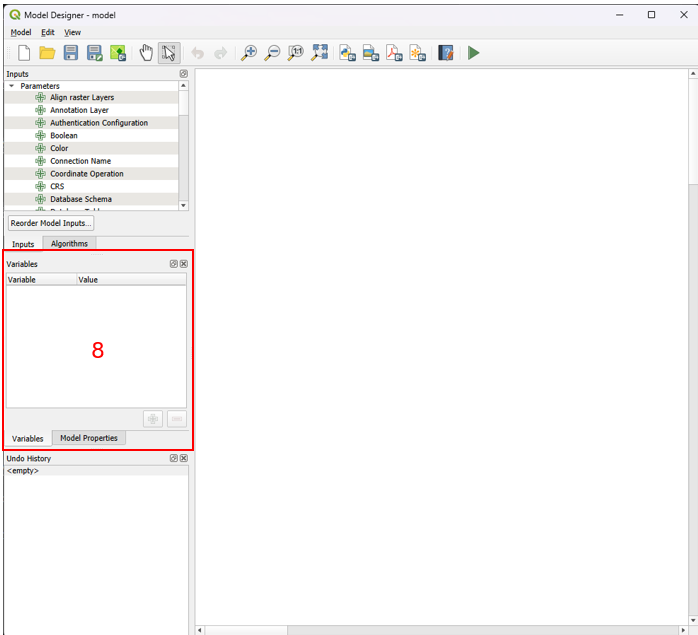 Model Designer - model
Model Edit View
Inputs
Parameters
Align raster Layers
Annotation Layer
Authentication Configuration
Boolean
Color
Connection Name
Coordinate Operation
CRS
Database Schema
Reorder Model Inputs...
Inputs Algorithms
Variables
Variable Value
8
Variables Model Properties
Undo History
<empty>